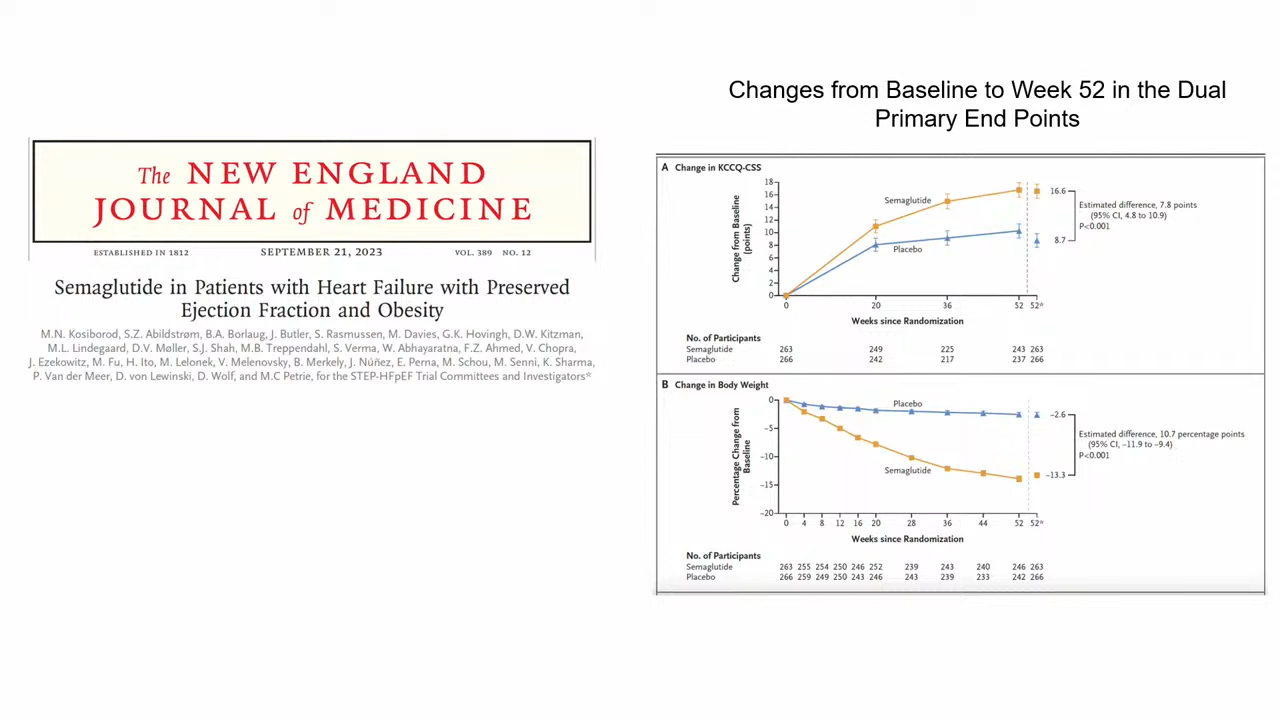 The NEW ENGLAND
JOURNAL of MEDICINE
ESTABLISHED IN 1812 SEPTEMBER 21, 2023 VOL. 389 NO. 12
Semaglutide in Patients with Heart Failure with Preserved
Ejection Fraction and Obesity
M.N. Kosiborod, S.Z. Abildstrøm, B.A. Borlaug, J. Butler, S. Rasmussen, M. Davies, G.K. Hovingh, D.W. Kitzman,
M.L. Lindegaard, D.V. Møller, S.J. Shah, M.B. Treppendahl, S. Verma, W. Abhayaratna, F.Z. Ahmed, V. Chopra,
J. Ezekowitz, M. Fu, H. Ito, M. Lelonek, V. Melenovsky, B. Merkely, J. Núñez, E. Perna, M. Schou, M. Senni, K. Sharma,
P. Van der Meer, D. von Lewinski, D. Wolf, and M.C Petrie, for the STEP-HFpEF Trial Committees and Investigators*
Changes from Baseline to Week 52 in the Dual
Primary End Points
A Change in KCCQ-CSS
Change from Baseline
(points)
18
16
14
12
10
8
6
4
2
0
Semaglutide
Placebo
16.6
8.7
Estimated difference, 7.8 points
(95% CI, 4.8 to 10.9)
P<0.001
0 20 36 52 52*
Weeks since Randomization
No. of Participants
Semaglutide 263 249 225 243 263
Placebo 266 242 217 237 266
B Change in Body Weight
Percentage Change from
Baseline
0
−5
−10
−15
−20
Placebo
Semaglutide
−2.6
−13.3
Estimated difference, 10.7 percentage points
(95% CI, −11.9 to −9.4)
P<0.001
0 4 8 12 16 20 28 36 44 52 52*
Weeks since Randomization
No. of Participants
Semaglutide 263 255 254 250 246 252 239 243 240 246 263
Placebo 266 259 249 250 243 246 243 239 233 242 266